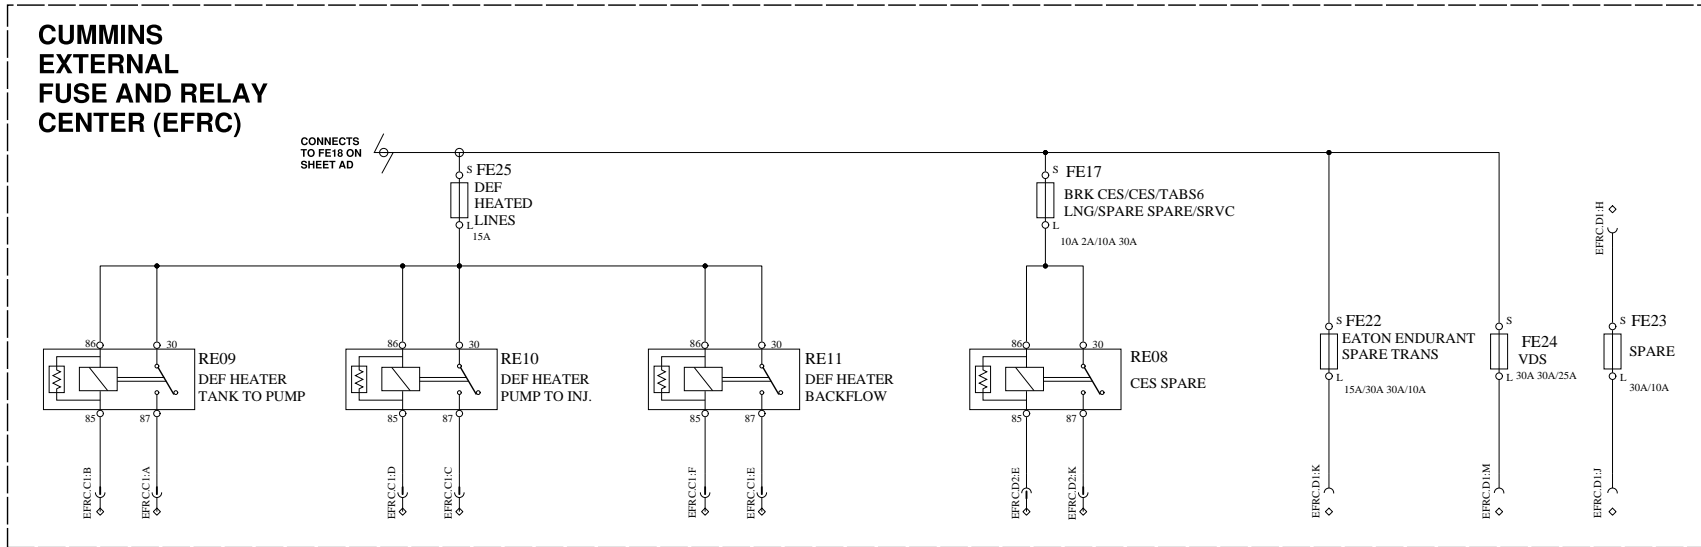 CUMMINS
EXTERNAL
FUSE AND RELAY
CENTER (EFRC)
CONNECTS
TO FE18 ON
SHEET AD
S FE25
DEF
HEATED
LINES
L
15A
S FE17
BRK CES/CES/TABS6
LNG/SPARE SPARE/SRVC
L
10A 2A/10A 30A
EFRC.D1:H
86 30
RE09
DEF HEATER
TANK TO PUMP
85 87
EFRC.C1:B
EFRC.C1:A
86 30
RE10
DEF HEATER
PUMP TO INJ.
85 87
EFRC.C1:D
EFRC.C1:C
86 30
RE11
DEF HEATER
BACKFLOW
85 87
EFRC.C1:F
EFRC.C1:E
86 30
RE08
CES SPARE
85 87
EFRC.D2:E
EFRC.D2:K
S FE22
EATON ENDURANT
SPARE TRANS
L
15A/30A 30A/10A
EFRC.D1:K
S
FE24
VDS
30A 30A/25A
L
EFRC.D1:M
S FE23
SPARE
L
30A/10A
EFRC.D1:J